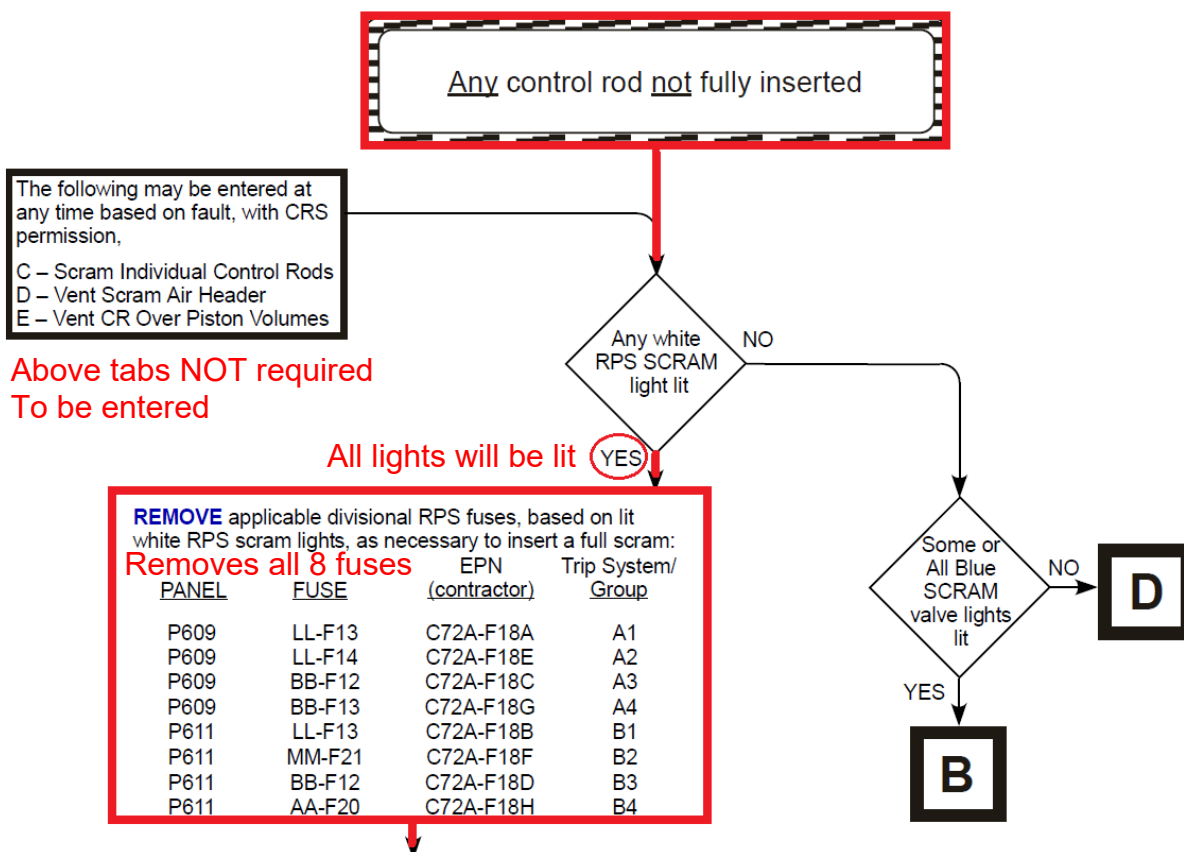 Any control rod not fully inserted
The following may be entered at
any time based on fault, with CRS
permission,
C – Scram Individual Control Rods
D – Vent Scram Air Header
E – Vent CR Over Piston Volumes
Above tabs NOT required
To be entered
Any white
RPS SCRAM
light lit
NO
All lights will be lit YES
REMOVE applicable divisional RPS fuses, based on lit
white RPS scram lights, as necessary to insert a full scram:
Removes all 8 fuses
EPN Trip System/
PANEL FUSE (contractor) Group
P609 LL-F13 C72A-F18A A1
P609 LL-F14 C72A-F18E A2
P609 BB-F12 C72A-F18C A3
P609 BB-F13 C72A-F18G A4
P611 LL-F13 C72A-F18B B1
P611 MM-F21 C72A-F18F B2
P611 BB-F12 C72A-F18D B3
P611 AA-F20 C72A-F18H B4
Some or
All Blue
SCRAM
valve lights
lit
NO
D
YES
B